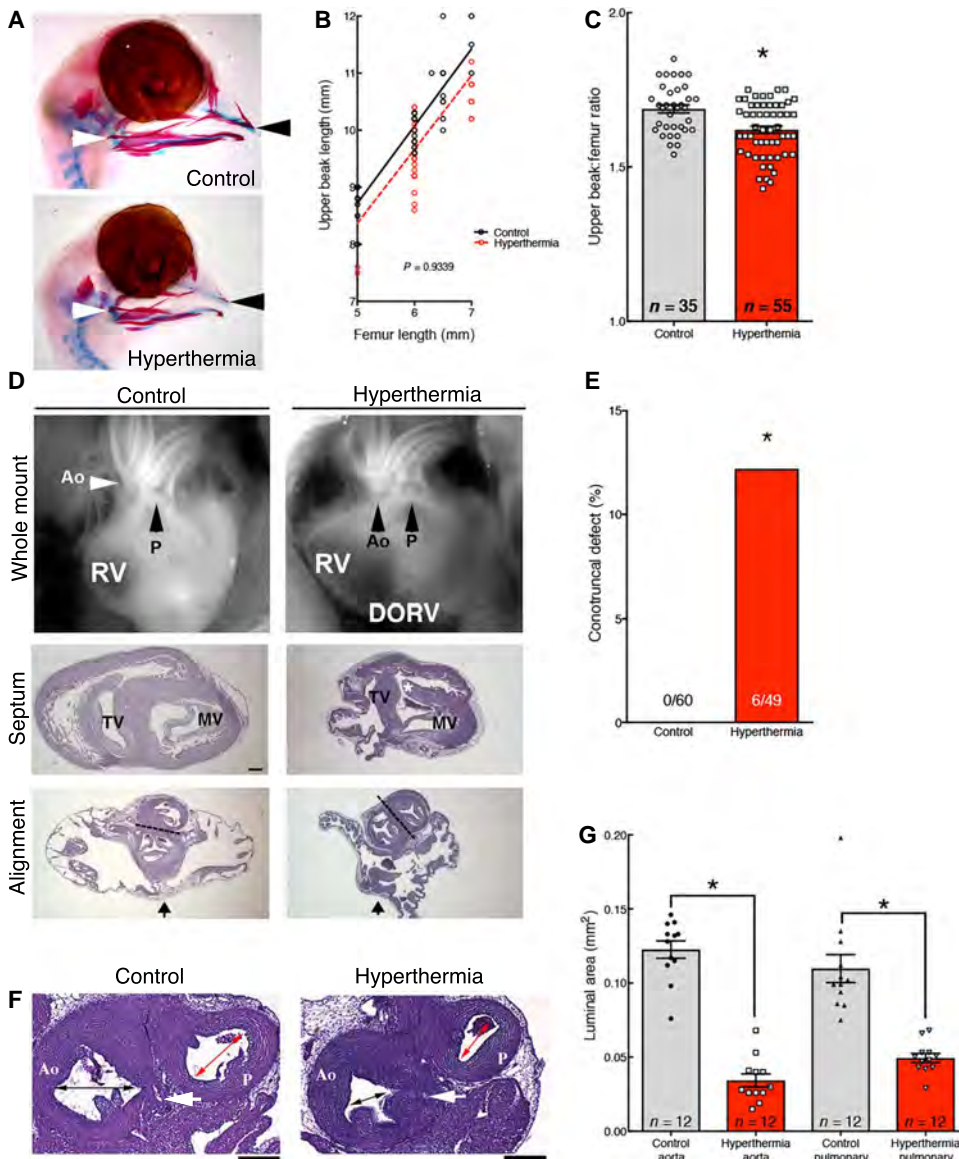 A
Control
Hyperthermia
B
Upper beak length (mm)
12
11
10
9
8
7
5
6
7
Femur length (mm)
Control
Hyperthermia
P = 0.9339
C
Upper beak:femur ratio
2.0
1.5
1.0
*
n = 35
n = 55
Control
Hyperthermia
D
Control
Hyperthermia
Whole mount
Ao
P
RV
Ao
P
RV
DORV
Septum
TV
MV
*
TV
MV
Alignment
E
Conotruncal defect (%)
15
10
5
0
*
0/60
6/49
Control
Hyperthermia
F
Control
Hyperthermia
Ao
P
Ao
P
G
Luminal area (mm²)
0.20
0.15
0.10
0.05
0.00
*
*
n = 12
n = 12
n = 12
n = 12
Control
aorta
Hyperthermia
aorta
Control
pulmonary
Hyperthermia
pulmonary